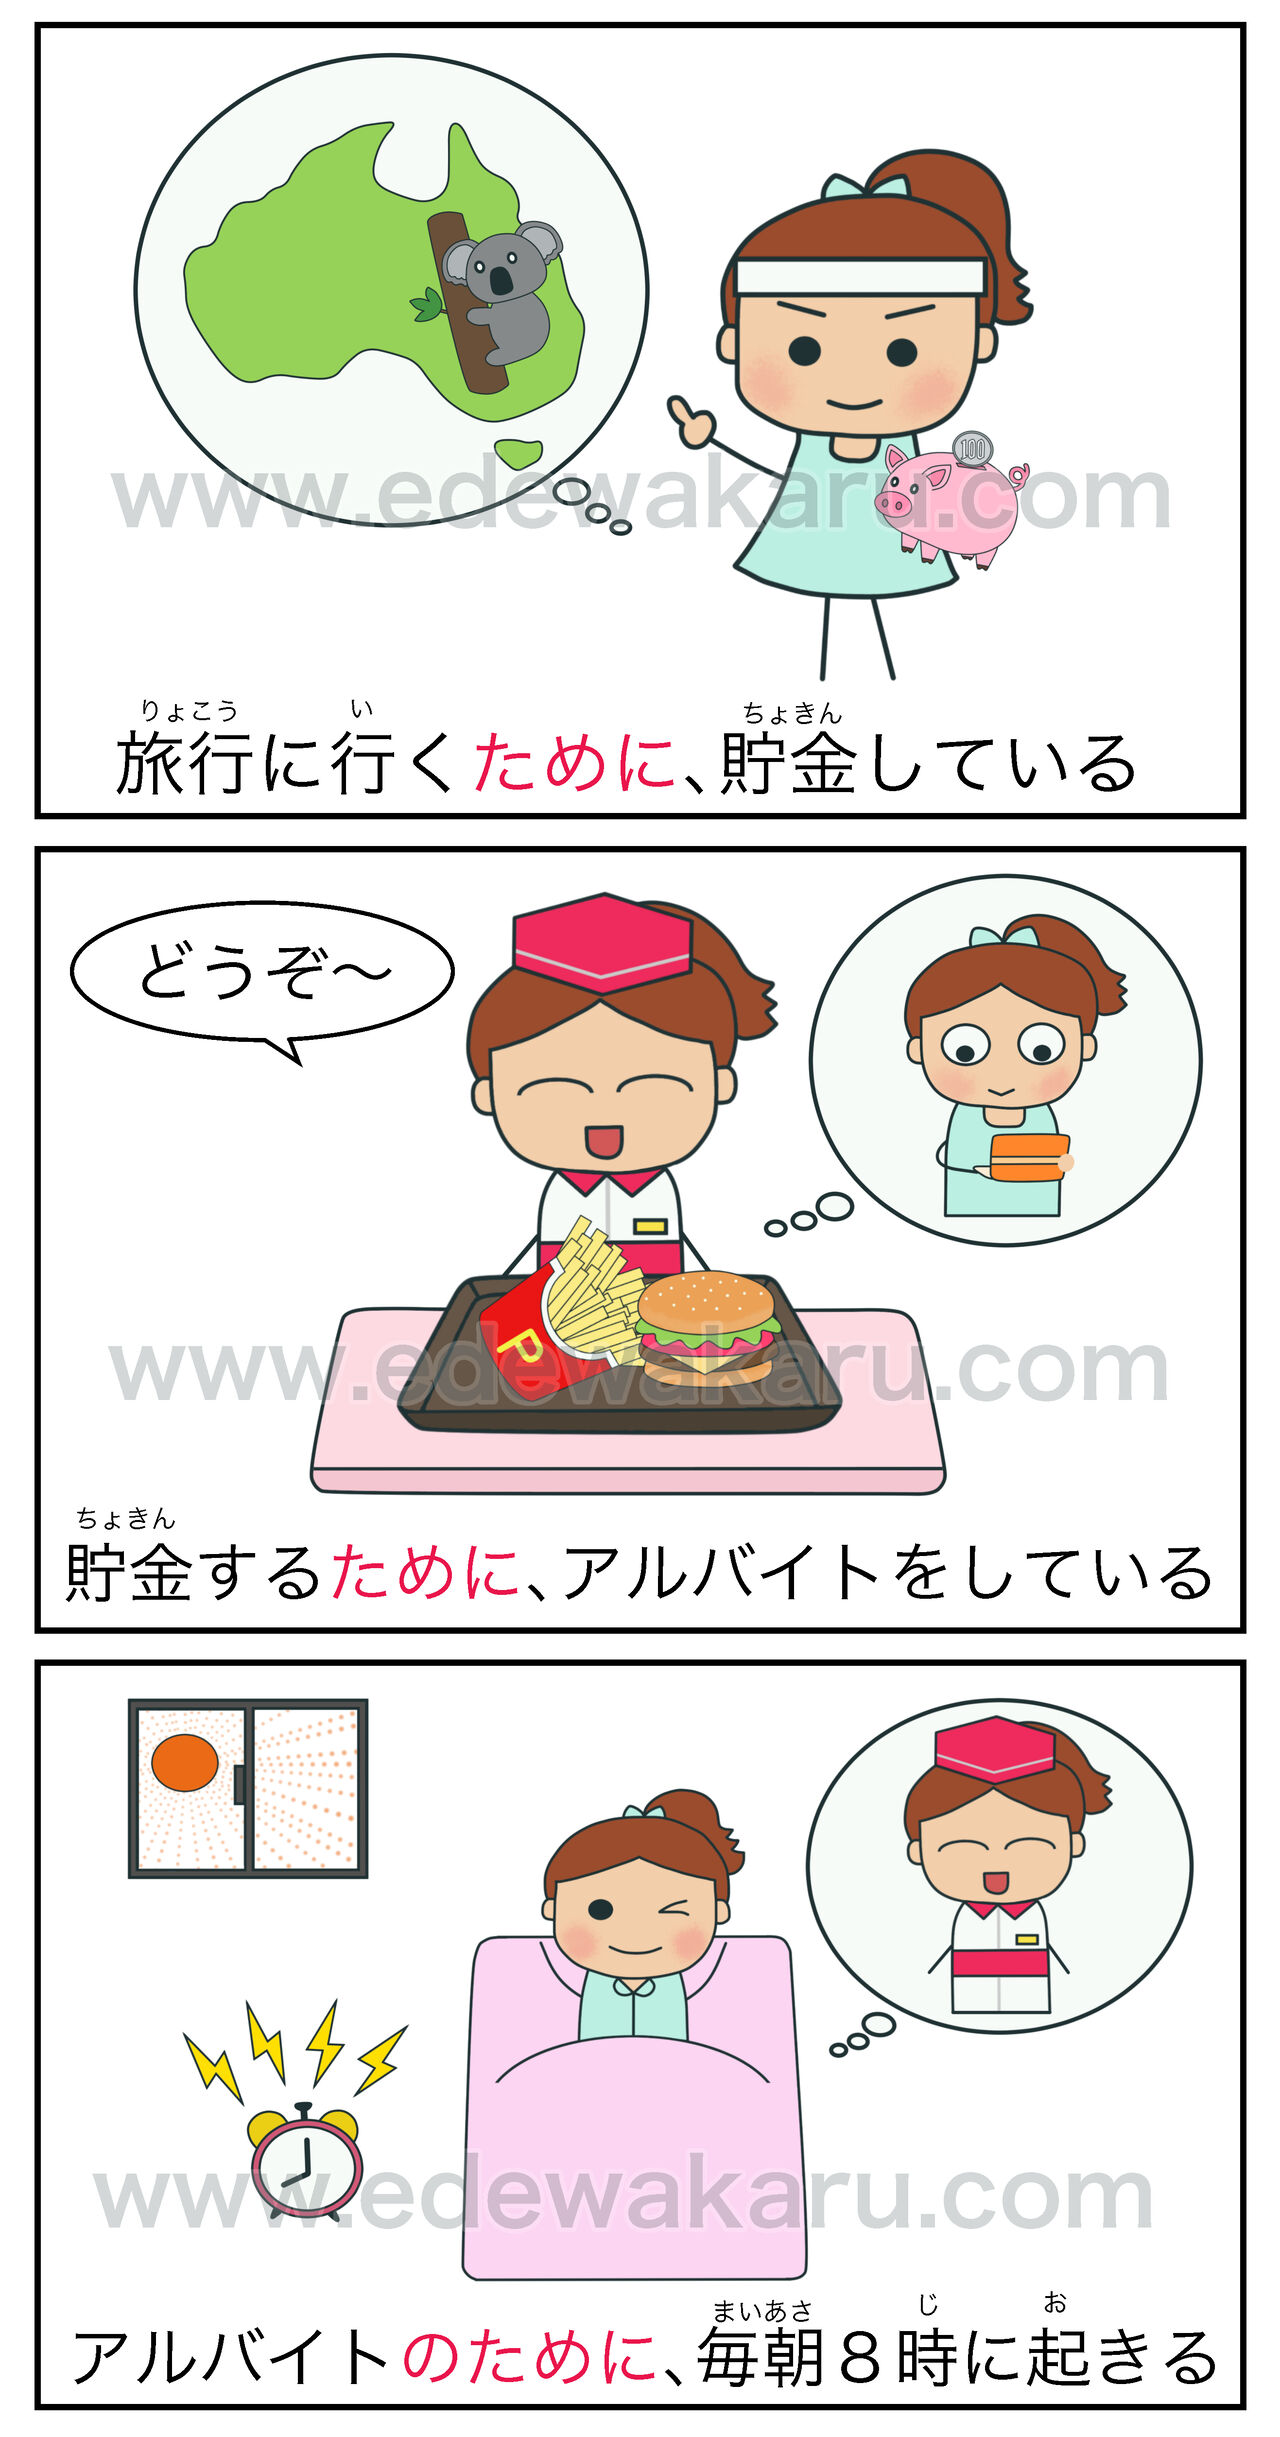 www.edewakaru.com
100
りょこう い ちょきん
旅行に行くために、貯金している
どうぞ〜
P
www.edewakaru.com
ちょきん
貯金するために、アルバイトをしている
www.edewakaru.com
まいあさ じ お
アルバイトのために、毎朝８時に起きる